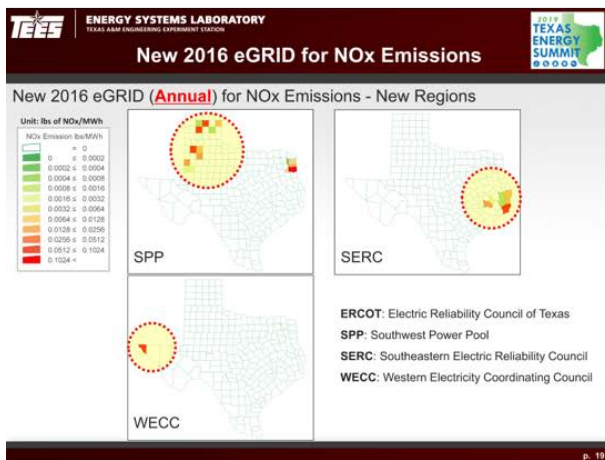 TEES
ENERGY SYSTEMS LABORATORY
TEXAS A&M ENGINEERING EXPERIMENT STATION
2019
TEXAS
ENERGY
SUMMIT
New 2016 eGRID for NOx Emissions
New 2016 eGRID (Annual) for NOx Emissions - New Regions
Unit: lbs of NOx/MWh
NOx Emission lbs/MWh
= 0
0 ≤ 0.0002
0.0002 ≤ 0.0004
0.0004 ≤ 0.0008
0.0008 ≤ 0.0016
0.0016 ≤ 0.0032
0.0032 ≤ 0.0064
0.0064 ≤ 0.0128
0.0128 ≤ 0.0256
0.0256 ≤ 0.0512
0.0512 ≤ 0.1024
0.1024 <
SPP
SERC
WECC
ERCOT: Electric Reliability Council of Texas
SPP: Southwest Power Pool
SERC: Southeastern Electric Reliability Council
WECC: Western Electricity Coordinating Council
p. 19